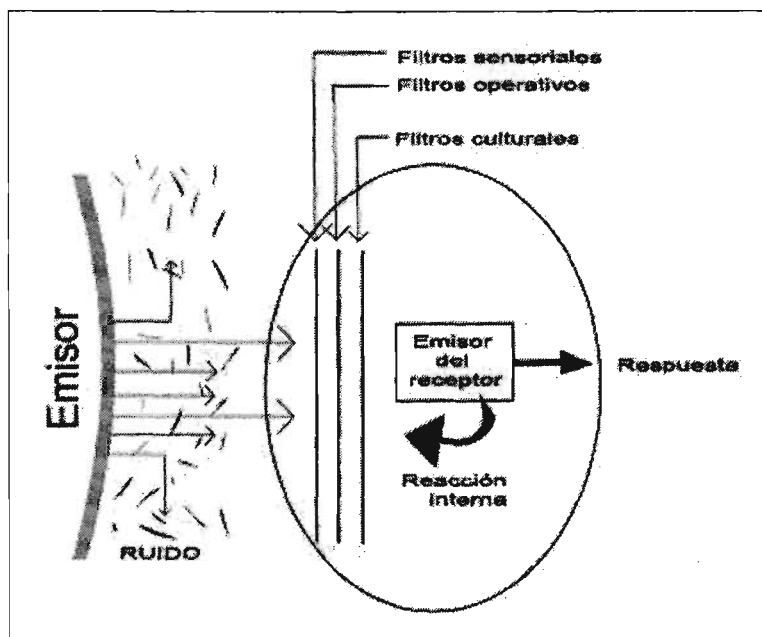 Filtros sensoriales
Filtros operativos
Filtros culturales
Emisor
Emisor
del
receptor
Respuesta
Reacción
interna
RUIDO